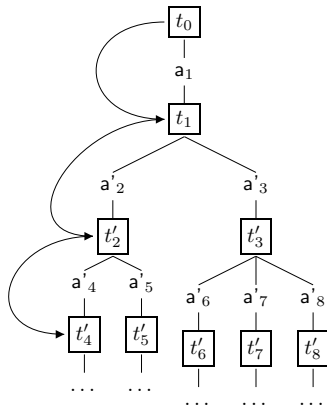 t₀
a₁
t₁
a'₂ a'₃
t'₂ t'₃
a'₄ a'₅ a'₆ a'₇ a'₈
t'₄ t'₅ t'₆ t'₇ t'₈
... ... ... ... ...